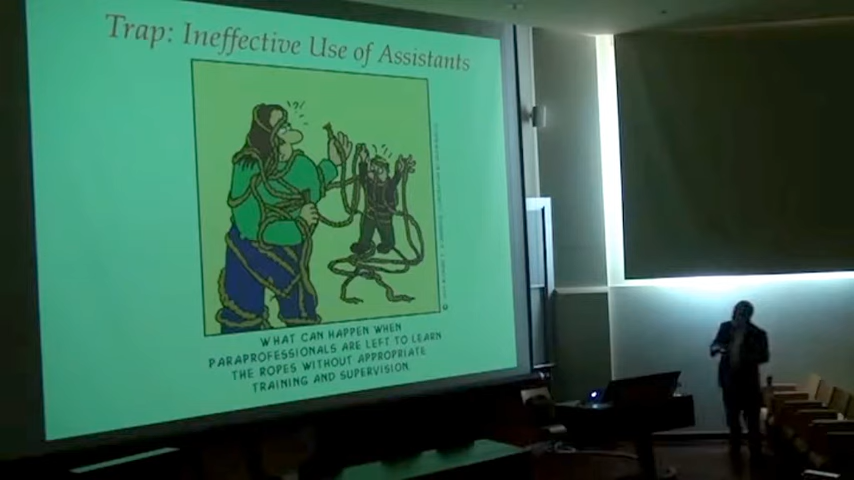 Trap: Ineffective Use of Assistants
WHAT CAN HAPPEN WHEN
PARAPROFESSIONALS ARE LEFT TO LEARN
THE ROPES WITHOUT APPROPRIATE
TRAINING AND SUPERVISION.